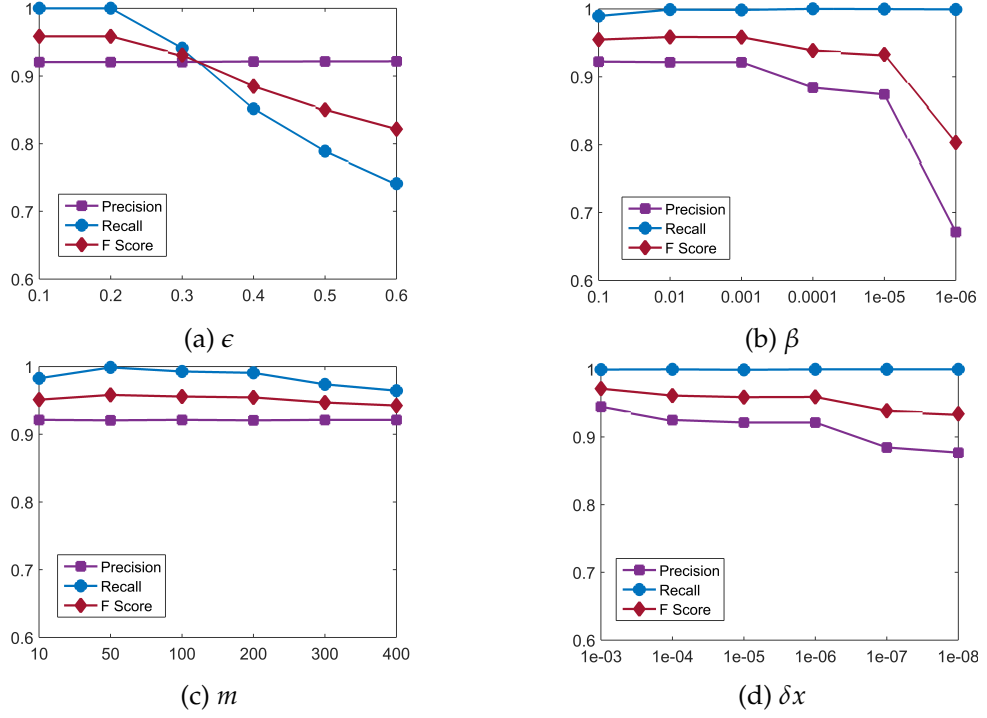 1
0.9
0.8
0.7
0.6
0.1 0.2 0.3 0.4 0.5 0.6
Precision
Recall
F Score
(a) ϵ
1
0.9
0.8
0.7
0.6
0.1 0.01 0.001 0.0001 1e-05 1e-06
Precision
Recall
F Score
(b) β
1
0.9
0.8
0.7
0.6
10 50 100 200 300 400
Precision
Recall
F Score
(c) m
1
0.9
0.8
0.7
0.6
1e-03 1e-04 1e-05 1e-06 1e-07 1e-08
Precision
Recall
F Score
(d) δx